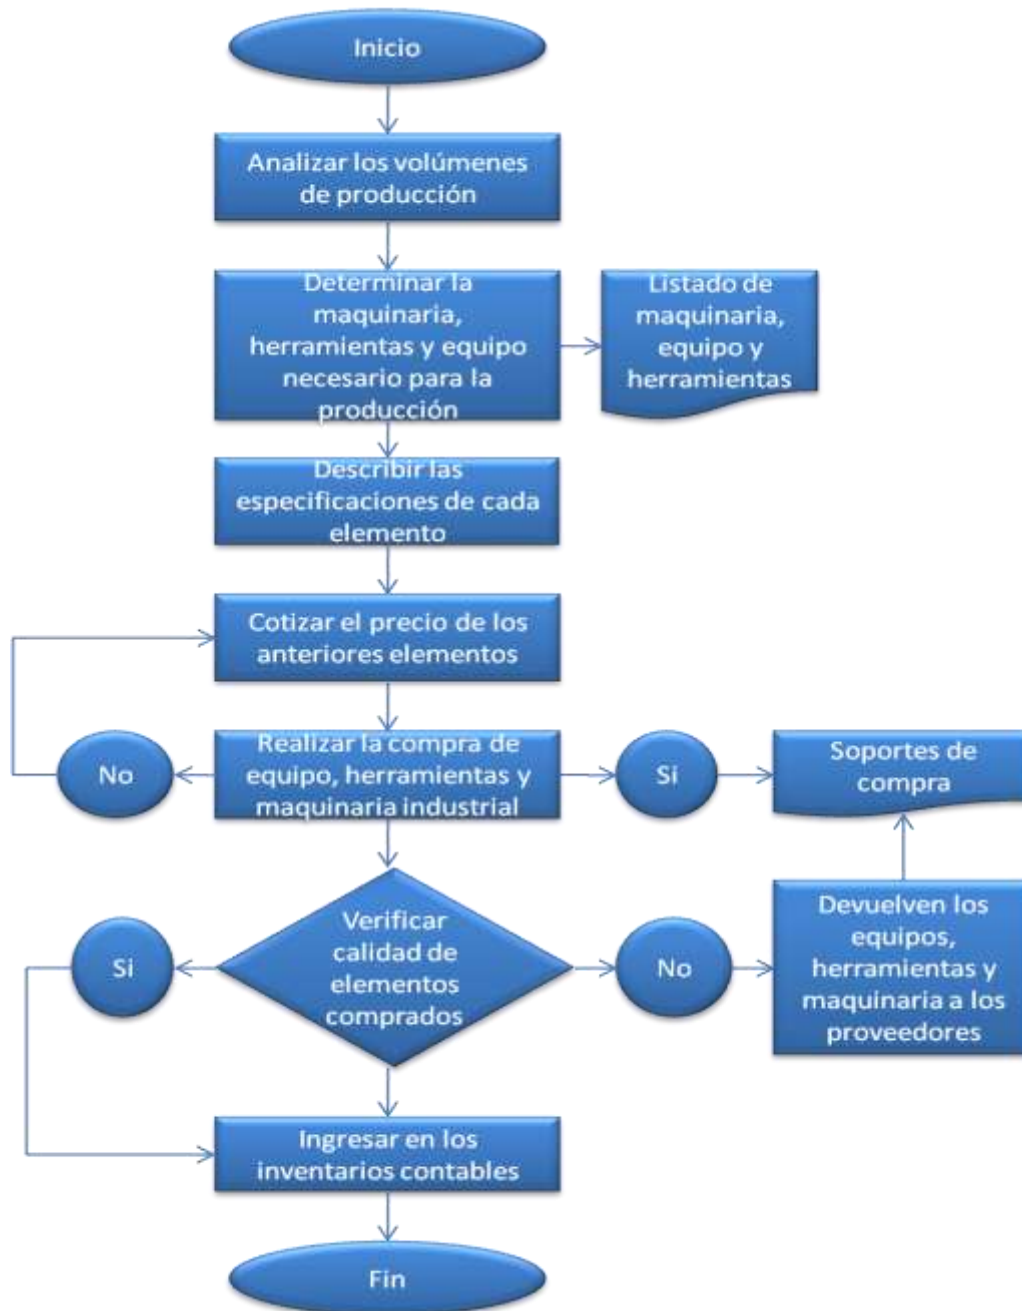 Inicio
Analizar los volúmenes
de producción
Determinar la
maquinaria,
herramientas y equipo
necesario para la
producción
Listado de
maquinaria,
equipo y
herramientas
Describir las
especificaciones de cada
elemento
Cotizar el precio de los
anteriores elementos
No
Realizar la compra de
equipo, herramientas y
maquinaria industrial
Si
Soportes de
compra
Si
Verificar
calidad de
elementos
comprados
No
Devuelven los
equipos,
herramientas y
maquinaria a los
proveedores
Ingresar en los
inventarios contables
Fin